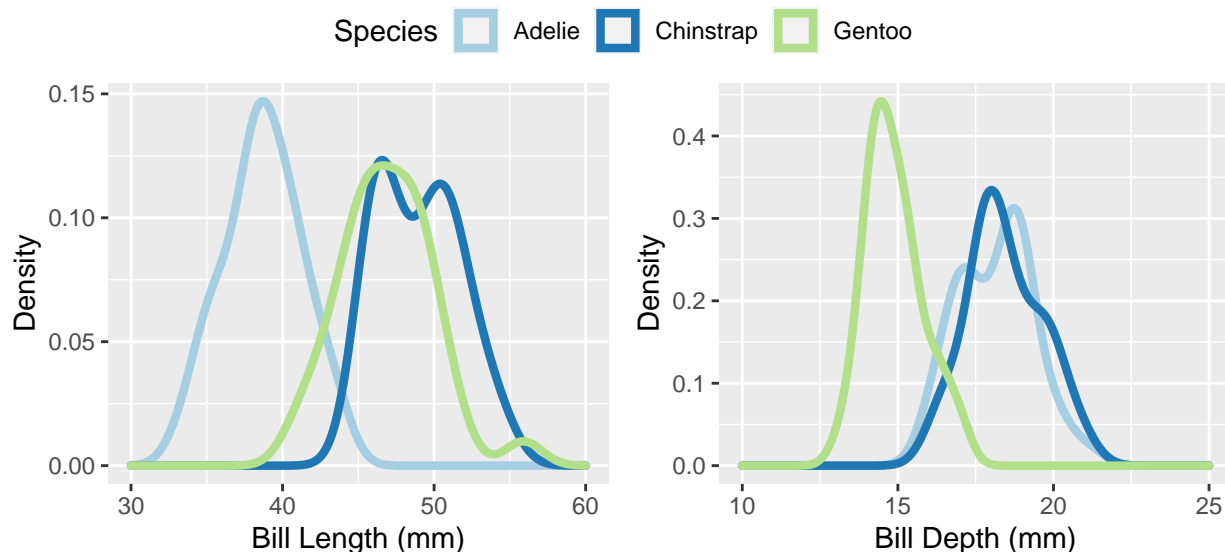 Species Adelie Chinstrap Gentoo
0.15
0.10
0.05
0.00
Density
30 40 50 60
Bill Length (mm)
0.4
0.3
0.2
0.1
0.0
Density
10 15 20 25
Bill Depth (mm)